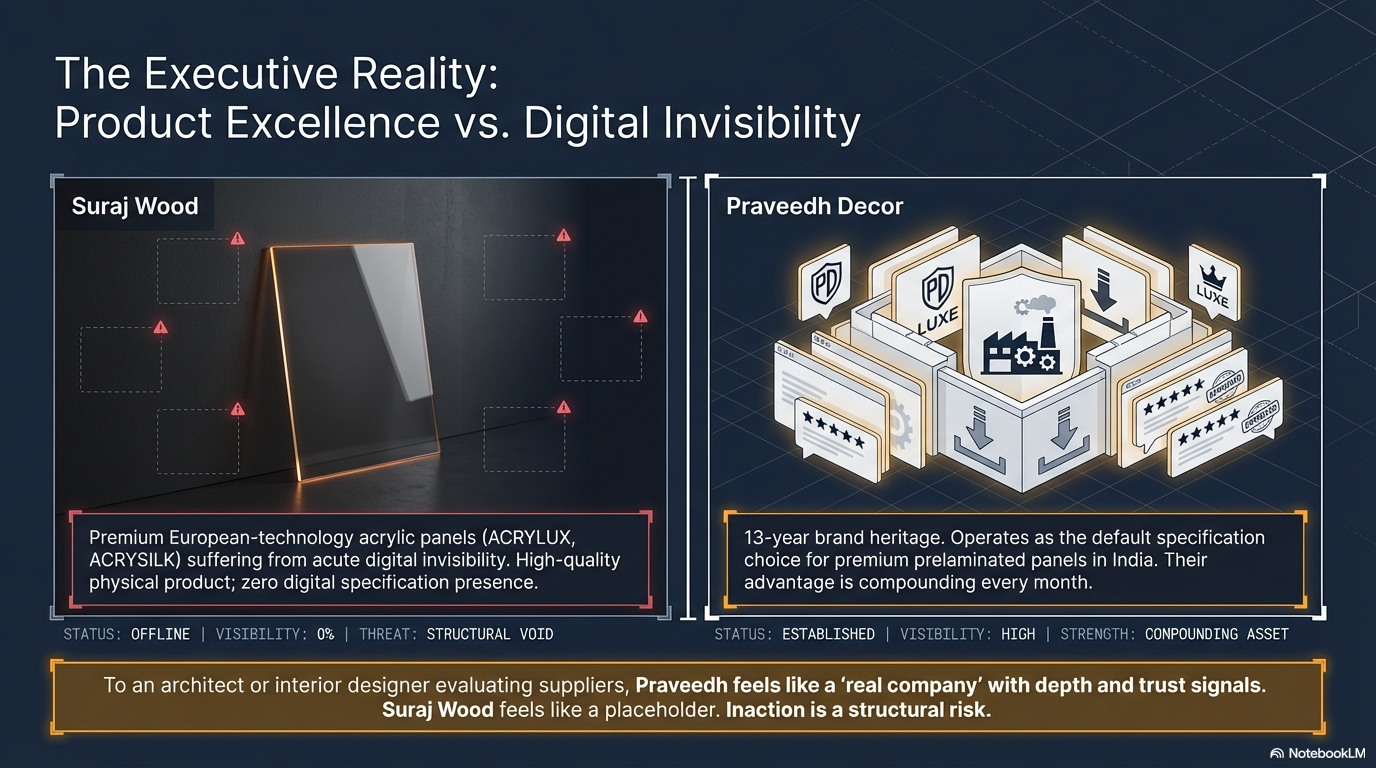 The Executive Reality:
Product Excellence vs. Digital Invisibility
Suraj Wood
Premium European-technology acrylic panels (ACRYLUX,
ACRYSILK) suffering from acute digital invisibility. High-quality
physical product; zero digital specification presence.
STATUS: OFFLINE | VISIBILITY: 0% | THREAT: STRUCTURAL VOID
Praveedh Decor
PD
PD
LUXE
LUXE
13-year brand heritage. Operates as the default specification
choice for premium prelaminated panels in India. Their
advantage is compounding every month.
STATUS: ESTABLISHED | VISIBILITY: HIGH | STRENGTH: COMPOUNDING ASSET
To an architect or interior designer evaluating suppliers, Praveedh feels like a ‘real company’ with depth and trust signals.
Suraj Wood feels like a placeholder. Inaction is a structural risk.
NotebookLM